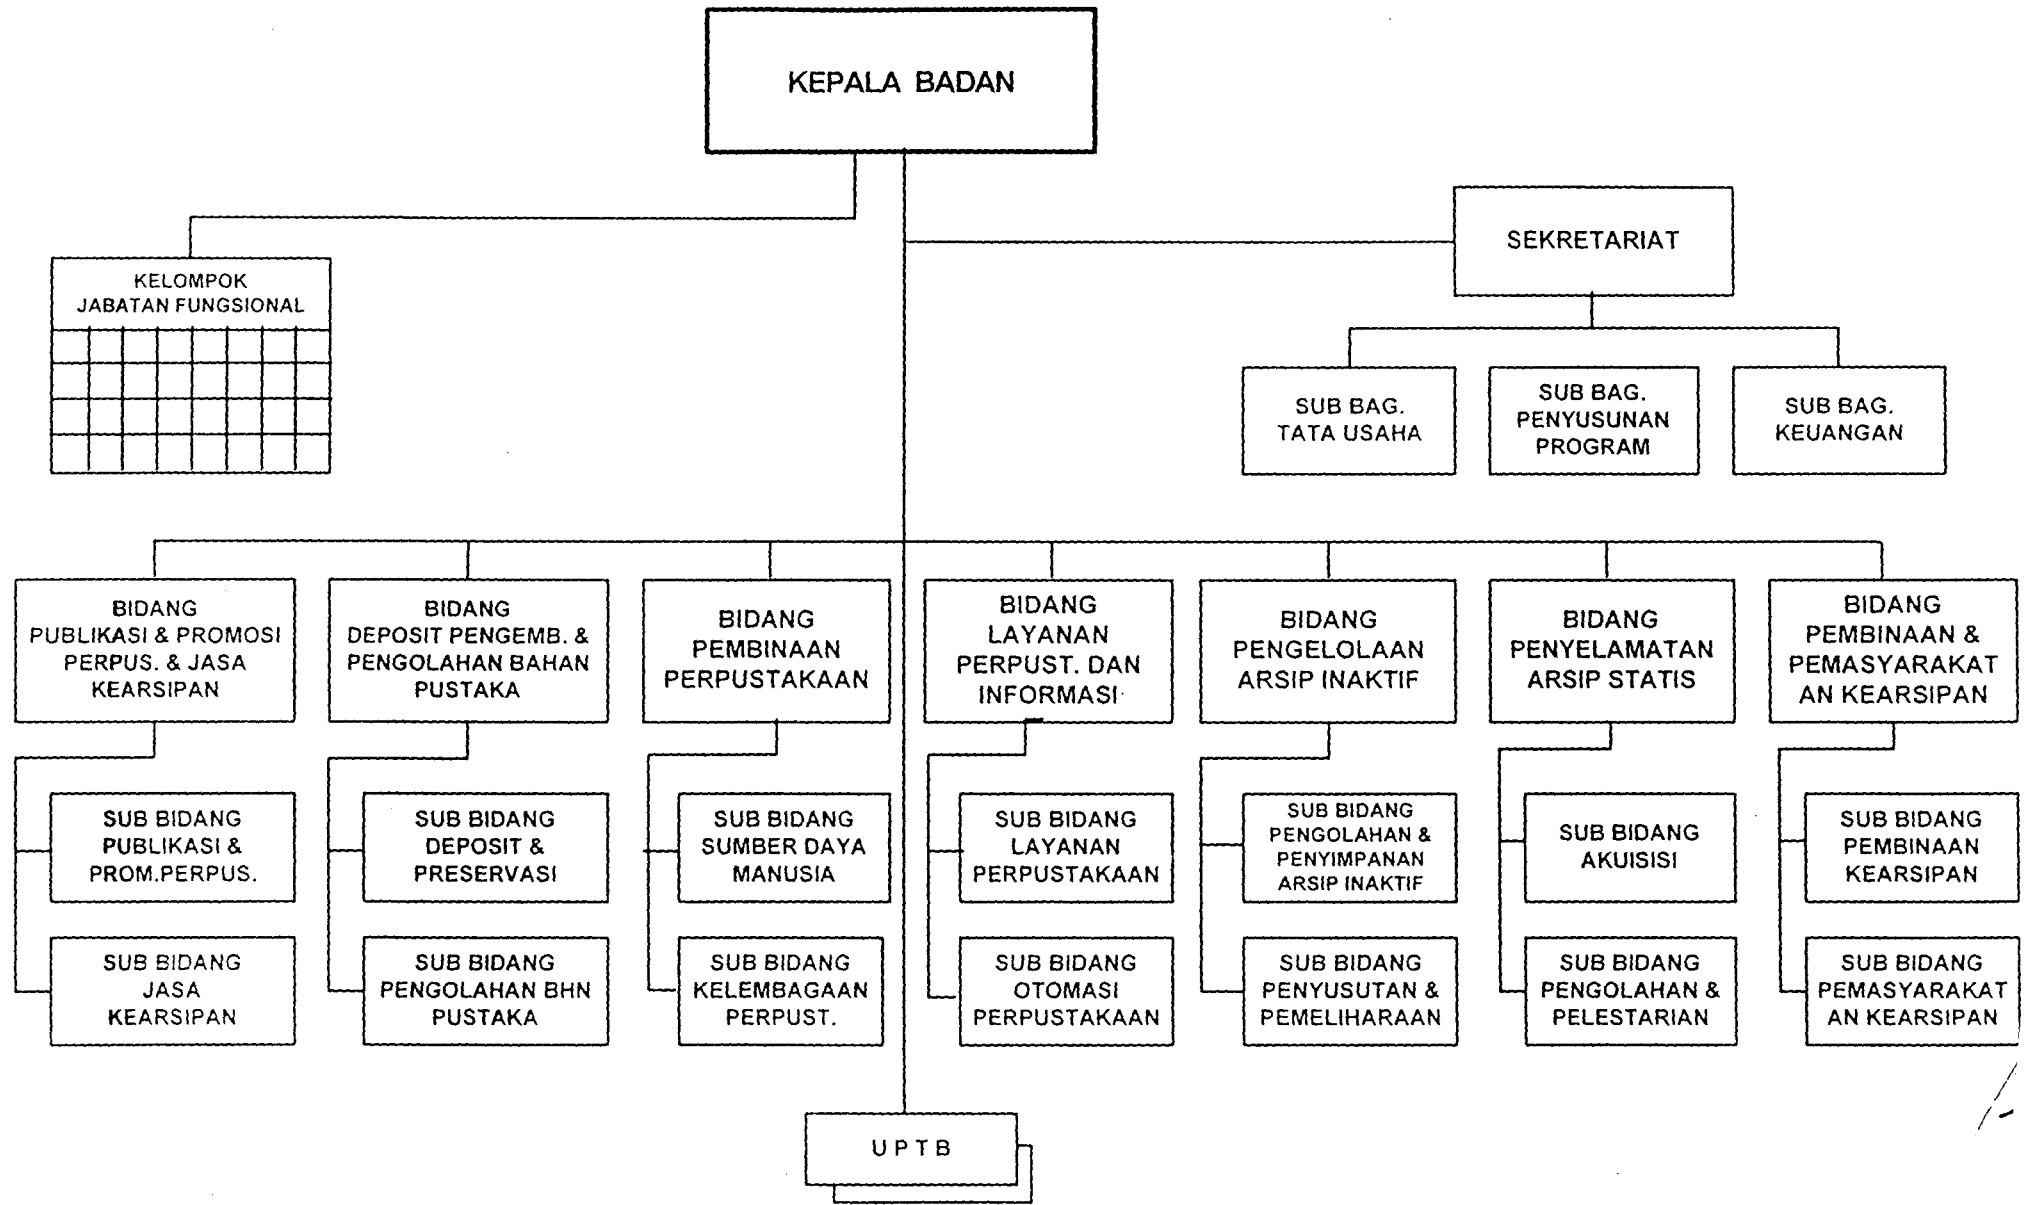 KEPALA BADAN
SEKRETARIAT
KELOMPOK
JABATAN FUNGSIONAL
SUB BAG.
TATA USAHA
SUB BAG.
PENYUSUNAN
PROGRAM
SUB BAG.
KEUANGAN
BIDANG
PUBLIKASI & PROMOSI
PERPUS. & JASA
KEARSIPAN
BIDANG
DEPOSIT PENGEMB. &
PENGOLAHAN BAHAN
PUSTAKA
BIDANG
PEMBINAAN
PERPUSTAKAAN
BIDANG
LAYANAN
PERPUST. DAN
INFORMASI
BIDANG
PENGELOLAAN
ARSIP INAKTIF
BIDANG
PENYELAMATAN
ARSIP STATIS
BIDANG
PEMBINAAN &
PEMASYARAKAT
AN KEARSIPAN
SUB BIDANG
PUBLIKASI &
PROM.PERPUS.
SUB BIDANG
DEPOSIT &
PRESERVASI
SUB BIDANG
SUMBER DAYA
MANUSIA
SUB BIDANG
LAYANAN
PERPUSTAKAAN
SUB BIDANG
PENGOLAHAN &
PENYIMPANAN
ARSIP INAKTIF
SUB BIDANG
AKUISISI
SUB BIDANG
PEMBINAAN
KEARSIPAN
SUB BIDANG
JASA
KEARSIPAN
SUB BIDANG
PENGOLAHAN BHN
PUSTAKA
SUB BIDANG
KELEMBAGAAN
PERPUST.
SUB BIDANG
OTOMASI
PERPUSTAKAAN
SUB BIDANG
PENYUSUTAN &
PEMELIHARAAN
SUB BIDANG
PENGOLAHAN &
PELESTARIAN
SUB BIDANG
PEMASYARAKAT
AN KEARSIPAN
U P T B